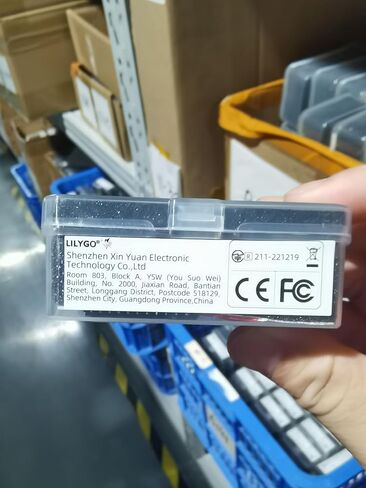 LILYGO®
Shenzhen Xin Yuan Electronic
Technology Co.,Ltd
Room 803, Block A, YSW (You Suo Wei)
Building, No. 2000, Jiaxian Road, Bantian
Street, Longgang District, Postcode 518129,
Shenzhen City, Guangdong Province,China
R 211-221219
CE FC